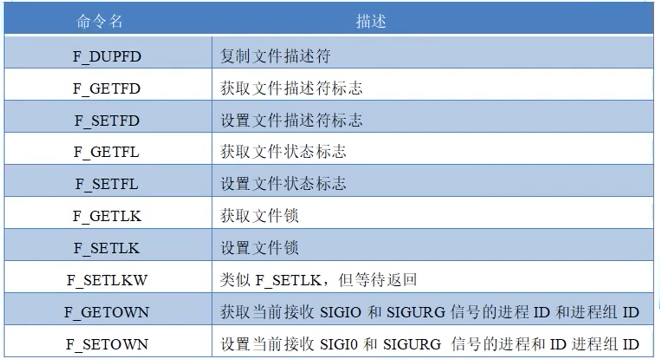 命令名 描述
F_DUPFD 复制文件描述符
F_GETFD 获取文件描述符标志
F_SETFD 设置文件描述符标志
F_GETFL 获取文件状态标志
F_SETFL 设置文件状态标志
F_GETLK 获取文件锁
F_SETLK 设置文件锁
F_SETLKW 类似 F_SETLK，但等待返回
F_GETOWN 获取当前接收 SIGIO 和 SIGURG 信号的进程 ID 和进程组 ID
F_SETOWN 设置当前接收 SIGI0 和 SIGURG 信号的进程和 ID 进程组 ID